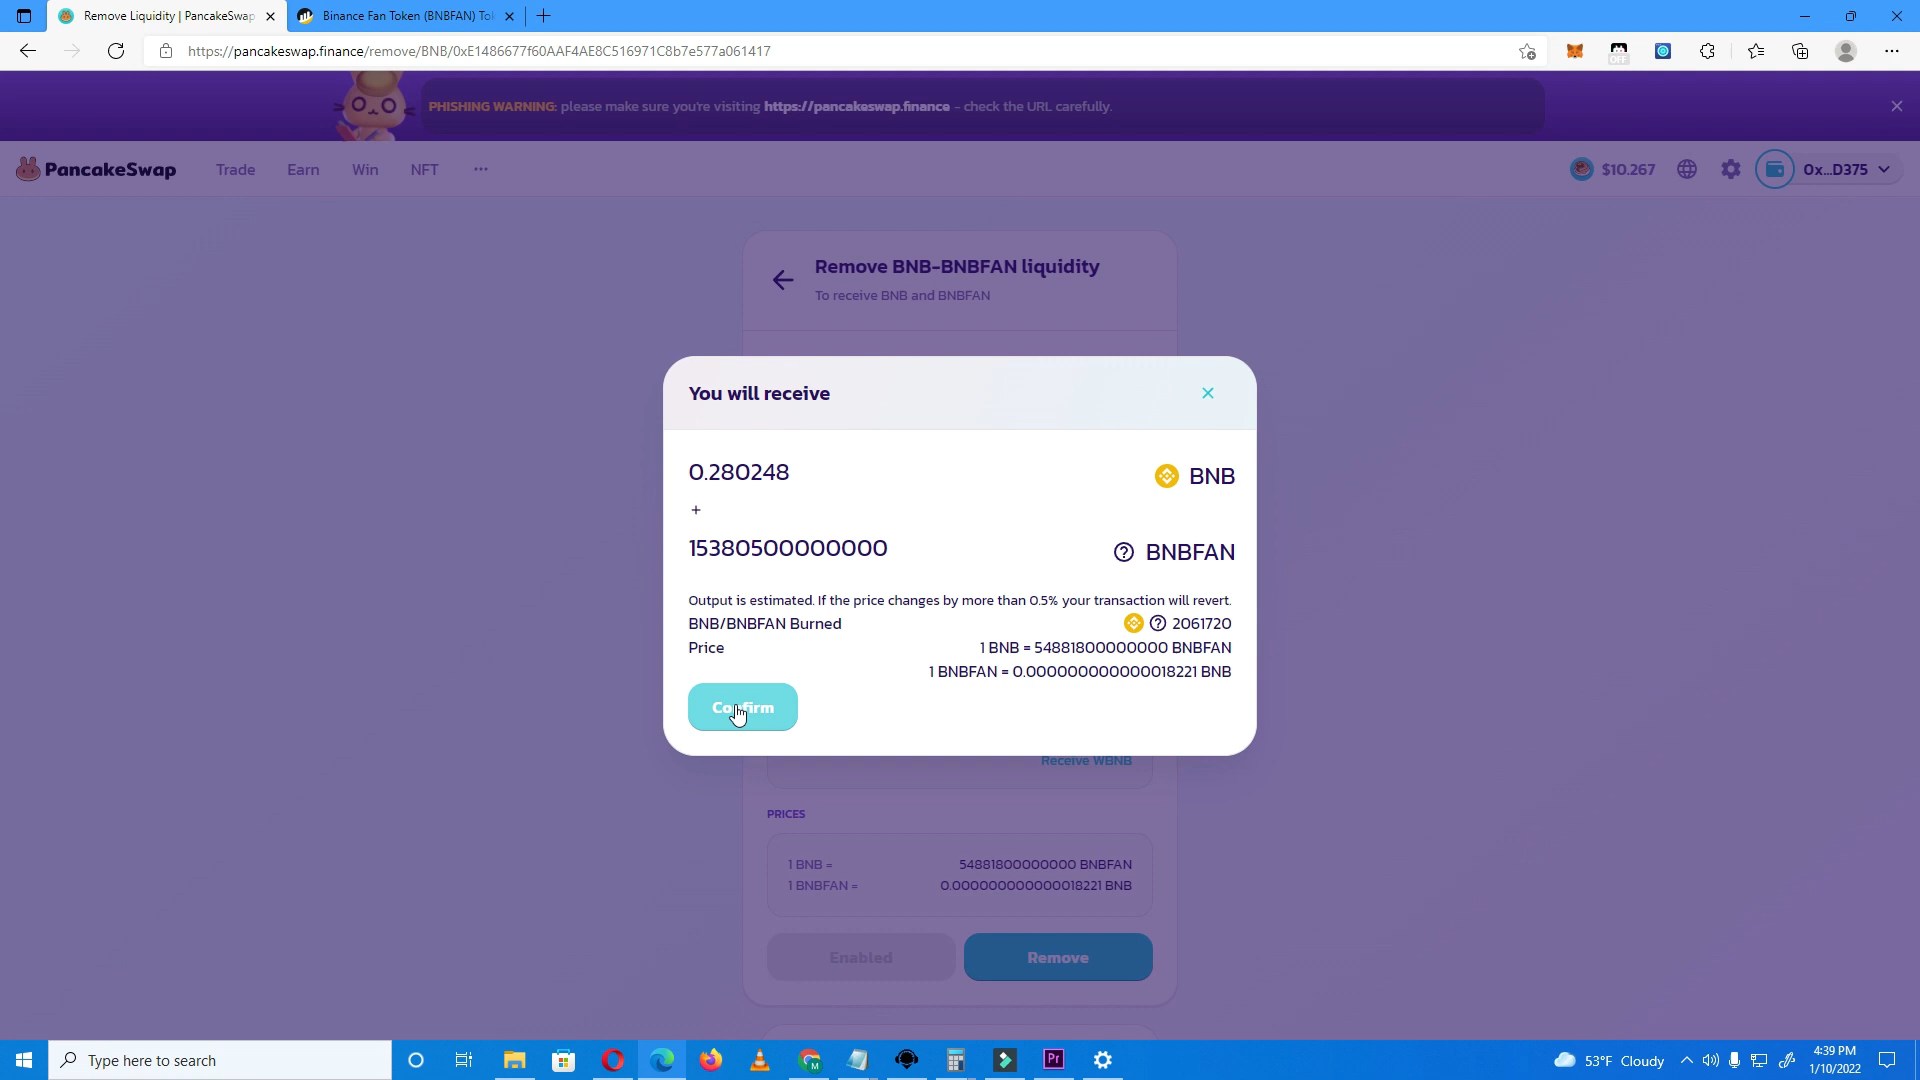 Remove Liquidity | PancakeSwap
Binance Fan Token (BNBFAN) Tok
https://pancakeswap.finance/remove/BNB/0xE1486677f60AAF4AE8C516971C8b7e577a061417
OFF
PHISHING WARNING: please make sure you're visiting https://pancakeswap.finance - check the URL carefully.
PancakeSwap
Trade
Earn
Win
NFT
$10.267
0x...D375
Remove BNB-BNBFAN liquidity
To receive BNB and BNBFAN
You will receive
0.280248
BNB
+
15380500000000
BNBFAN
Output is estimated. If the price changes by more than 0.5% your transaction will revert.
BNB/BNBFAN Burned
2061720
Price
1 BNB = 54881800000000 BNBFAN
1 BNBFAN = 0.000000000000018221 BNB
Confirm
Receive WBNB
PRICES
1 BNB =
54881800000000 BNBFAN
1 BNBFAN =
0.000000000000018221 BNB
Enabled
Remove
Type here to search
M
Pr
53°F Cloudy
4:39 PM
1/10/2022